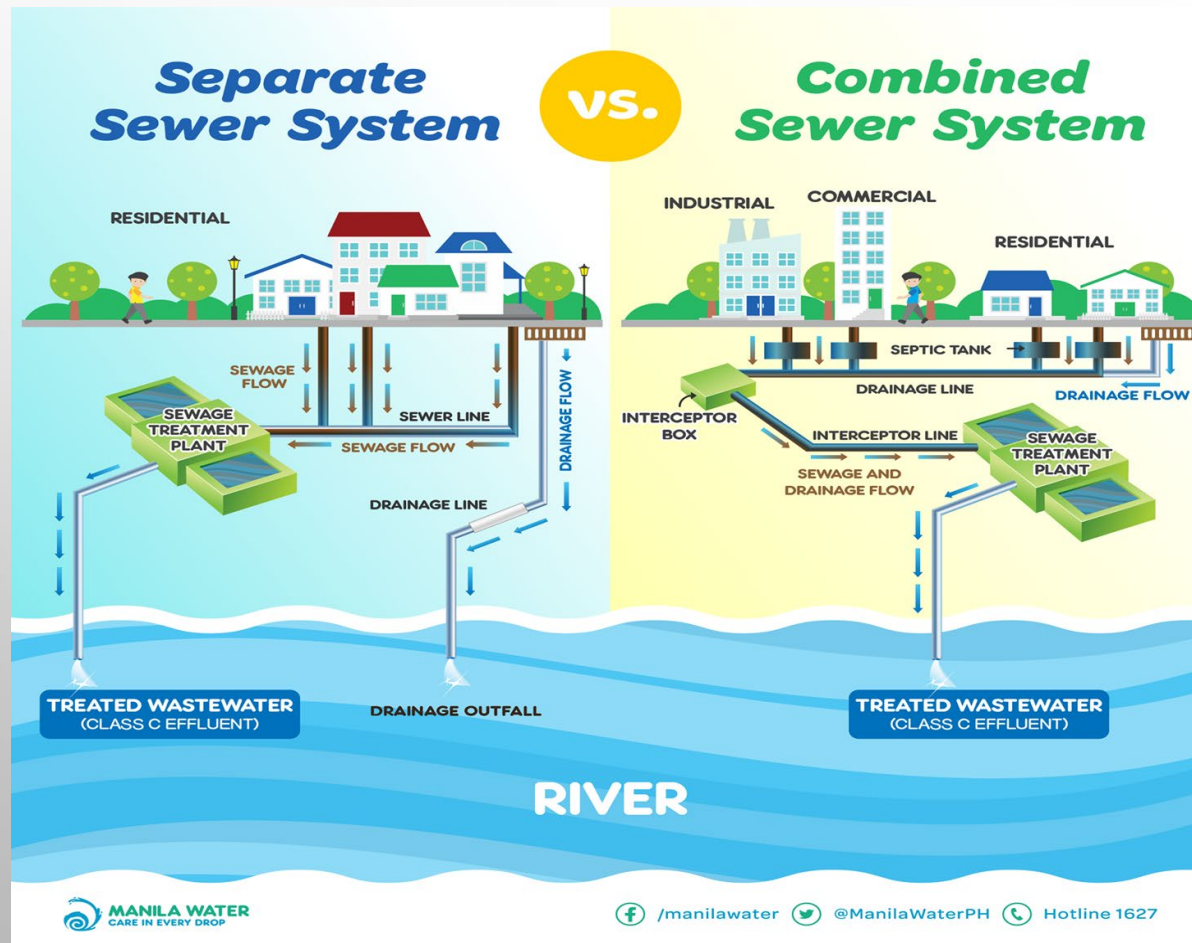 Separate
Sewer System
vs.
Combined
Sewer System
RESIDENTIAL
SEWAGE
FLOW
SEWER LINE
SEWAGE FLOW
SEWAGE
TREATMENT
PLANT
DRAINAGE FLOW
DRAINAGE LINE
TREATED WASTEWATER
(CLASS C EFFLUENT)
DRAINAGE OUTFALL
INDUSTRIAL
COMMERCIAL
RESIDENTIAL
SEPTIC TANK
DRAINAGE LINE
DRAINAGE FLOW
INTERCEPTOR
BOX
INTERCEPTOR LINE
SEWAGE AND
DRAINAGE FLOW
SEWAGE
TREATMENT
PLANT
TREATED WASTEWATER
(CLASS C EFFLUENT)
RIVER
MANILA WATER
CARE IN EVERY DROP
/manilawater
@ManilaWaterPH
Hotline 1627